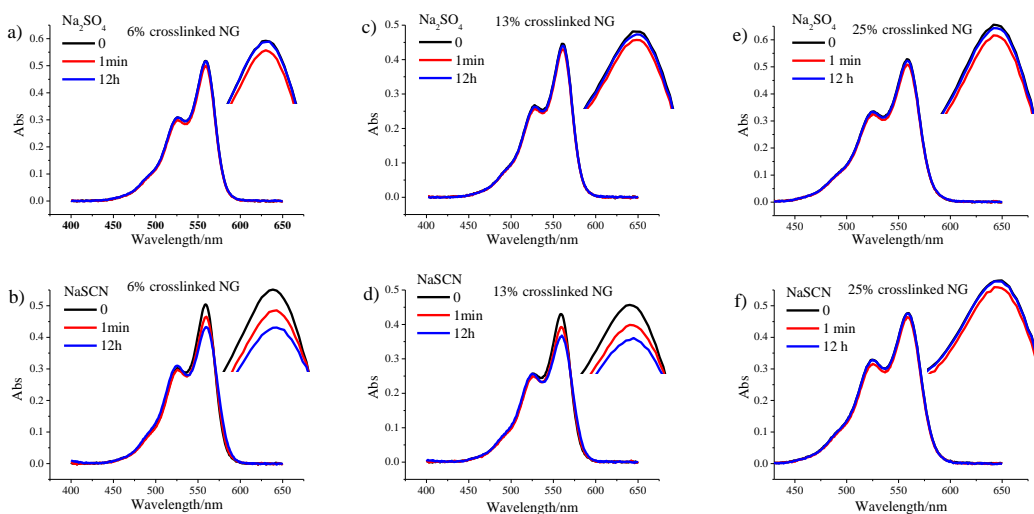 a)
Na₂SO₄
6% crosslinked NG
0
1min
12h
Abs
0.6
0.5
0.4
0.3
0.2
0.1
0.0
400 450 500 550 600 650
Wavelength/nm
c)
Na₂SO₄
13% crosslinked NG
0
1min
12h
Abs
0.5
0.4
0.3
0.2
0.1
0.0
400 450 500 550 600 650
Wavelength/nm
e)
Na₂SO₄
25% crosslinked NG
0
1 min
12 h
Abs
0.6
0.5
0.4
0.3
0.2
0.1
0.0
450 500 550 600 650
Wavelength/nm
b)
NaSCN
6% crosslinked NG
0
1min
12h
Abs
0.5
0.4
0.3
0.2
0.1
0.0
400 450 500 550 600 650
Wavelength/nm
d)
NaSCN
13% crosslinked NG
0
1min
12h
Abs
0.5
0.4
0.3
0.2
0.1
0.0
400 450 500 550 600 650
Wavelength/nm
f)
NaSCN
25% crosslinked NG
0
1 min
12 h
Abs
0.5
0.4
0.3
0.2
0.1
0.0
450 500 550 600 650
Wavelength/nm